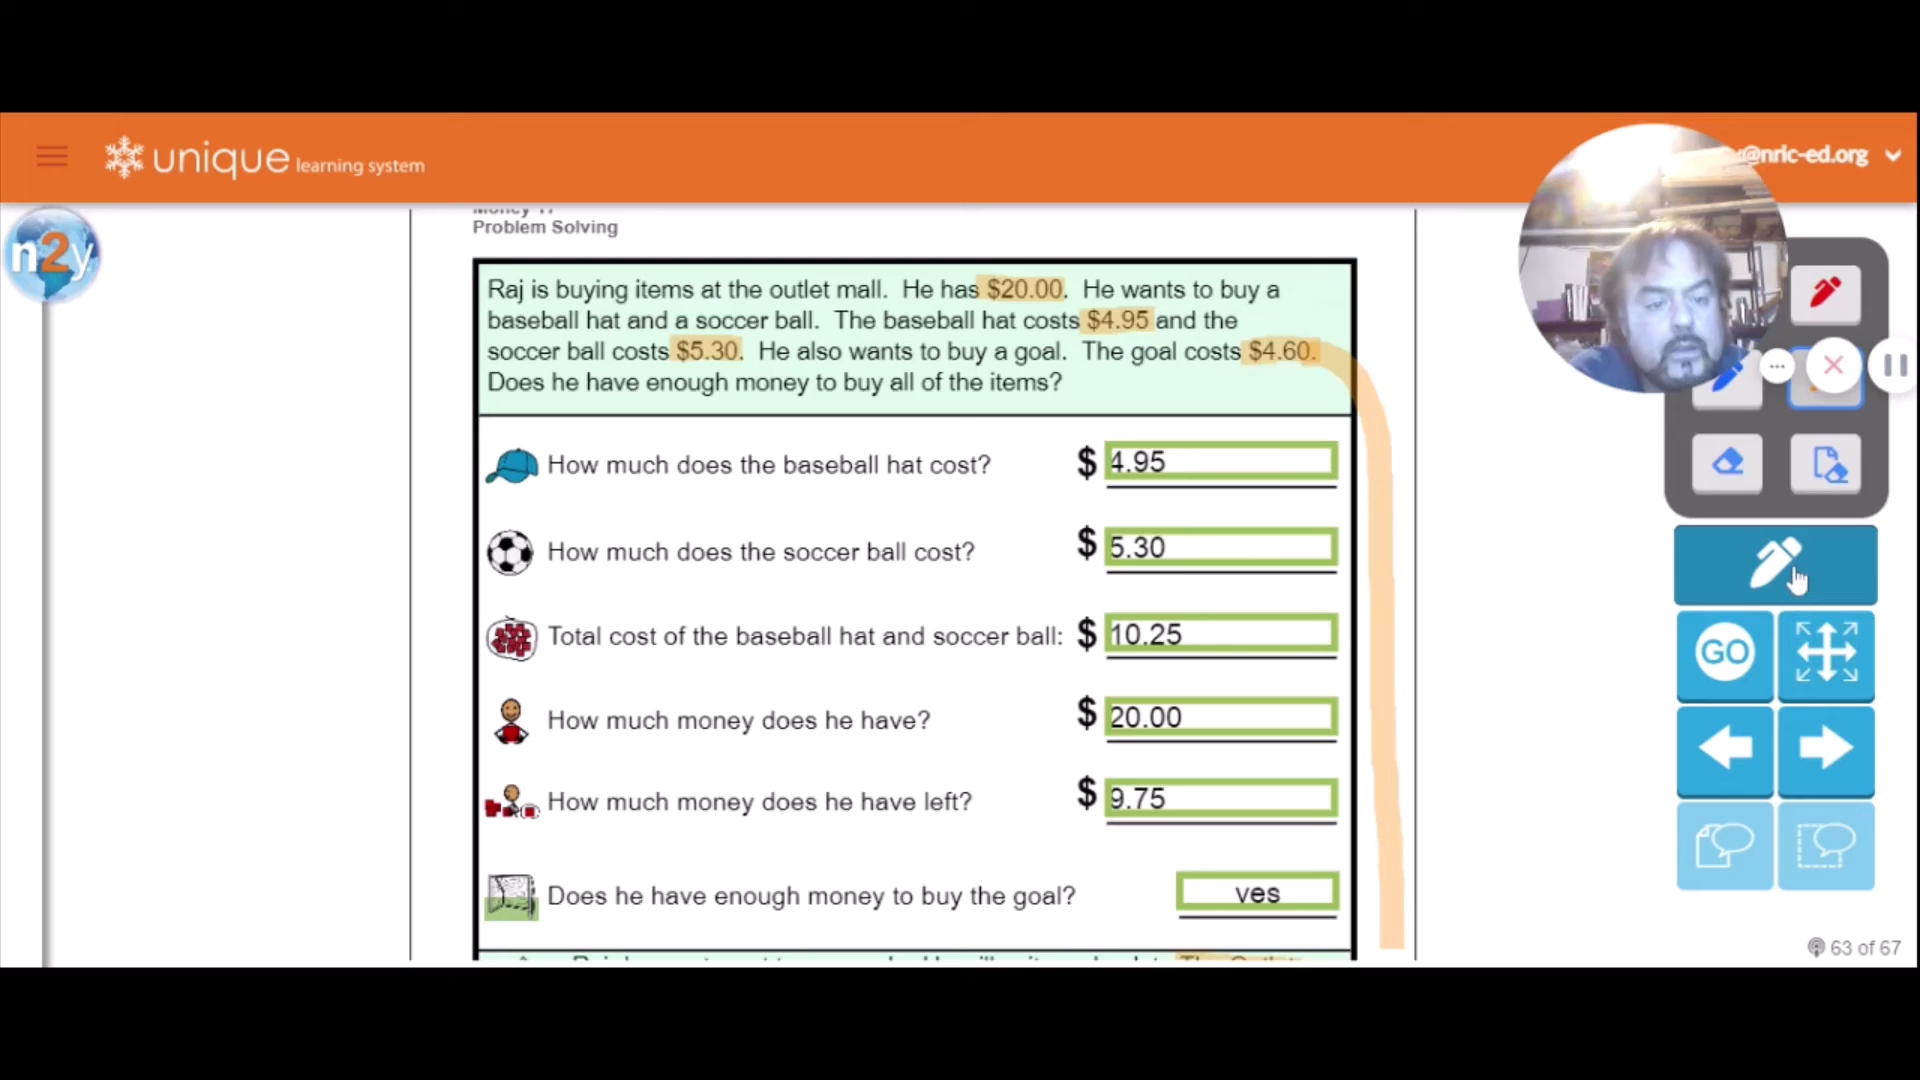 unique learning system
@nric-ed.org
n2y
Problem Solving
Raj is buying items at the outlet mall. He has $20.00. He wants to buy a
baseball hat and a soccer ball. The baseball hat costs $4.95 and the
soccer ball costs $5.30. He also wants to buy a goal. The goal costs $4.60.
Does he have enough money to buy all of the items?
How much does the baseball hat cost? $ 4.95
How much does the soccer ball cost? $ 5.30
Total cost of the baseball hat and soccer ball: $ 10.25
How much money does he have? $ 20.00
How much money does he have left? $ 9.75
Does he have enough money to buy the goal? yes
GO
63 of 67